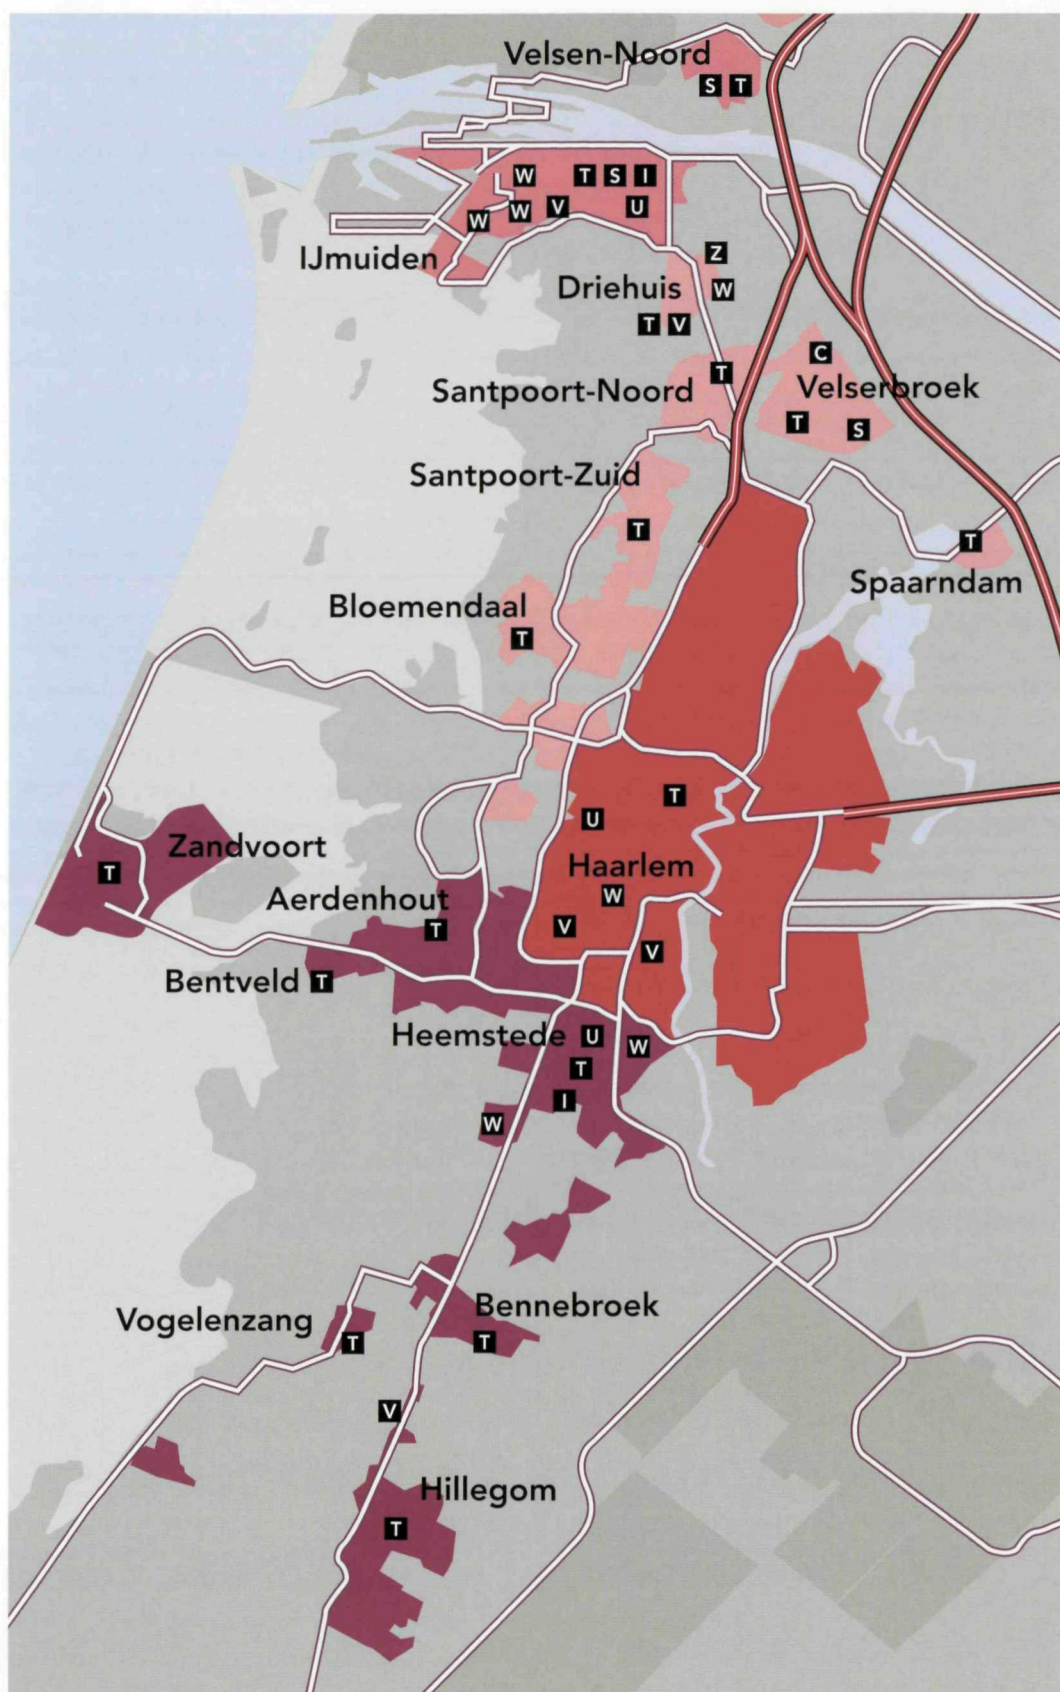 Velsen-Noord
S T
W T S I
W W V U
IJmuiden
Z
Driehuis W
T V
C
T
Santpoort-Noord Velserbroek
T S
Santpoort-Zuid
T
T
Spaarndam
Bloemendaal
T
T
U
Zandvoort
T
Haarlem
Aerdenhout W
T V
V
Bentveld T
Heemstede U W
T
I
W
Bennebroek
Vogelenzang
T T
V
Hillegom
T